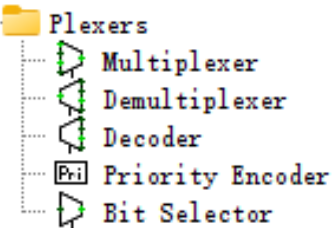 Plexers
Multiplexer
Demultiplexer
Decoder
Pri Priority Encoder
Bit Selector